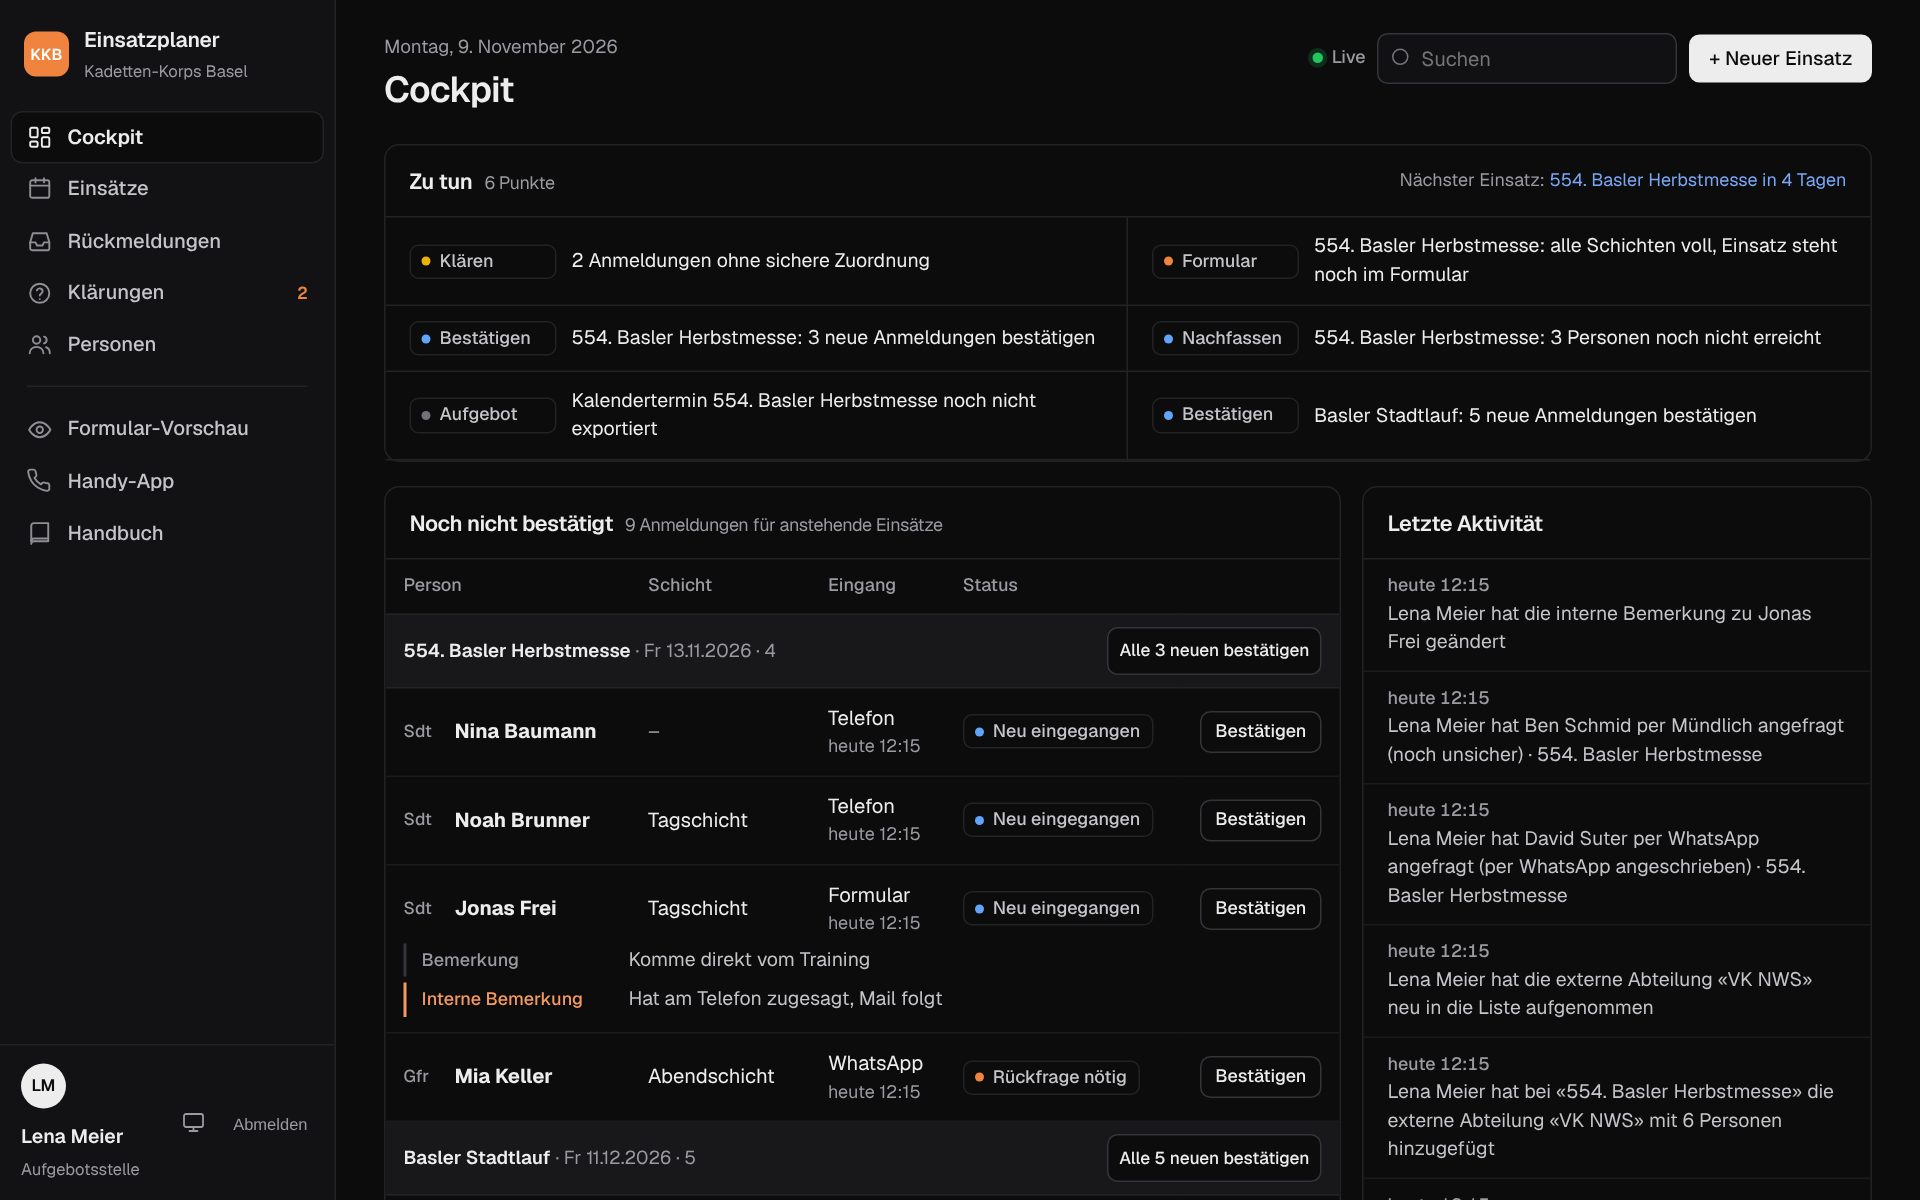 KKB
Einsatzplaner
Kadetten-Korps Basel
Cockpit
Einsätze
Rückmeldungen
Klärungen 2
Personen
Formular-Vorschau
Handy-App
Handbuch
LM
Lena Meier
Aufgebotsstelle
Abmelden
Montag, 9. November 2026
Cockpit
Live
Suchen
+ Neuer Einsatz
Zu tun 6 Punkte
Nächster Einsatz: 554. Basler Herbstmesse in 4 Tagen
Klären
2 Anmeldungen ohne sichere Zuordnung
Formular
554. Basler Herbstmesse: alle Schichten voll, Einsatz steht
noch im Formular
Bestätigen
554. Basler Herbstmesse: 3 neue Anmeldungen bestätigen
Nachfassen
554. Basler Herbstmesse: 3 Personen noch nicht erreicht
Aufgebot
Kalendertermin 554. Basler Herbstmesse noch nicht
exportiert
Bestätigen
Basler Stadtlauf: 5 neue Anmeldungen bestätigen
Noch nicht bestätigt 9 Anmeldungen für anstehende Einsätze
Person Schicht Eingang Status
554. Basler Herbstmesse · Fr 13.11.2026 · 4
Alle 3 neuen bestätigen
Sdt Nina Baumann – Telefon
heute 12:15
Neu eingegangen
Bestätigen
Sdt Noah Brunner Tagschicht Telefon
heute 12:15
Neu eingegangen
Bestätigen
Sdt Jonas Frei Tagschicht Formular
heute 12:15
Neu eingegangen
Bestätigen
Bemerkung Komme direkt vom Training
Interne Bemerkung Hat am Telefon zugesagt, Mail folgt
Gfr Mia Keller Abendschicht WhatsApp
heute 12:15
Rückfrage nötig
Bestätigen
Basler Stadtlauf · Fr 11.12.2026 · 5
Alle 5 neuen bestätigen
Letzte Aktivität
heute 12:15
Lena Meier hat die interne Bemerkung zu Jonas
Frei geändert
heute 12:15
Lena Meier hat Ben Schmid per Mündlich angefragt
(noch unsicher) · 554. Basler Herbstmesse
heute 12:15
Lena Meier hat David Suter per WhatsApp
angefragt (per WhatsApp angeschrieben) · 554.
Basler Herbstmesse
heute 12:15
Lena Meier hat die externe Abteilung «VK NWS»
neu in die Liste aufgenommen
heute 12:15
Lena Meier hat bei «554. Basler Herbstmesse» die
externe Abteilung «VK NWS» mit 6 Personen
hinzugefügt